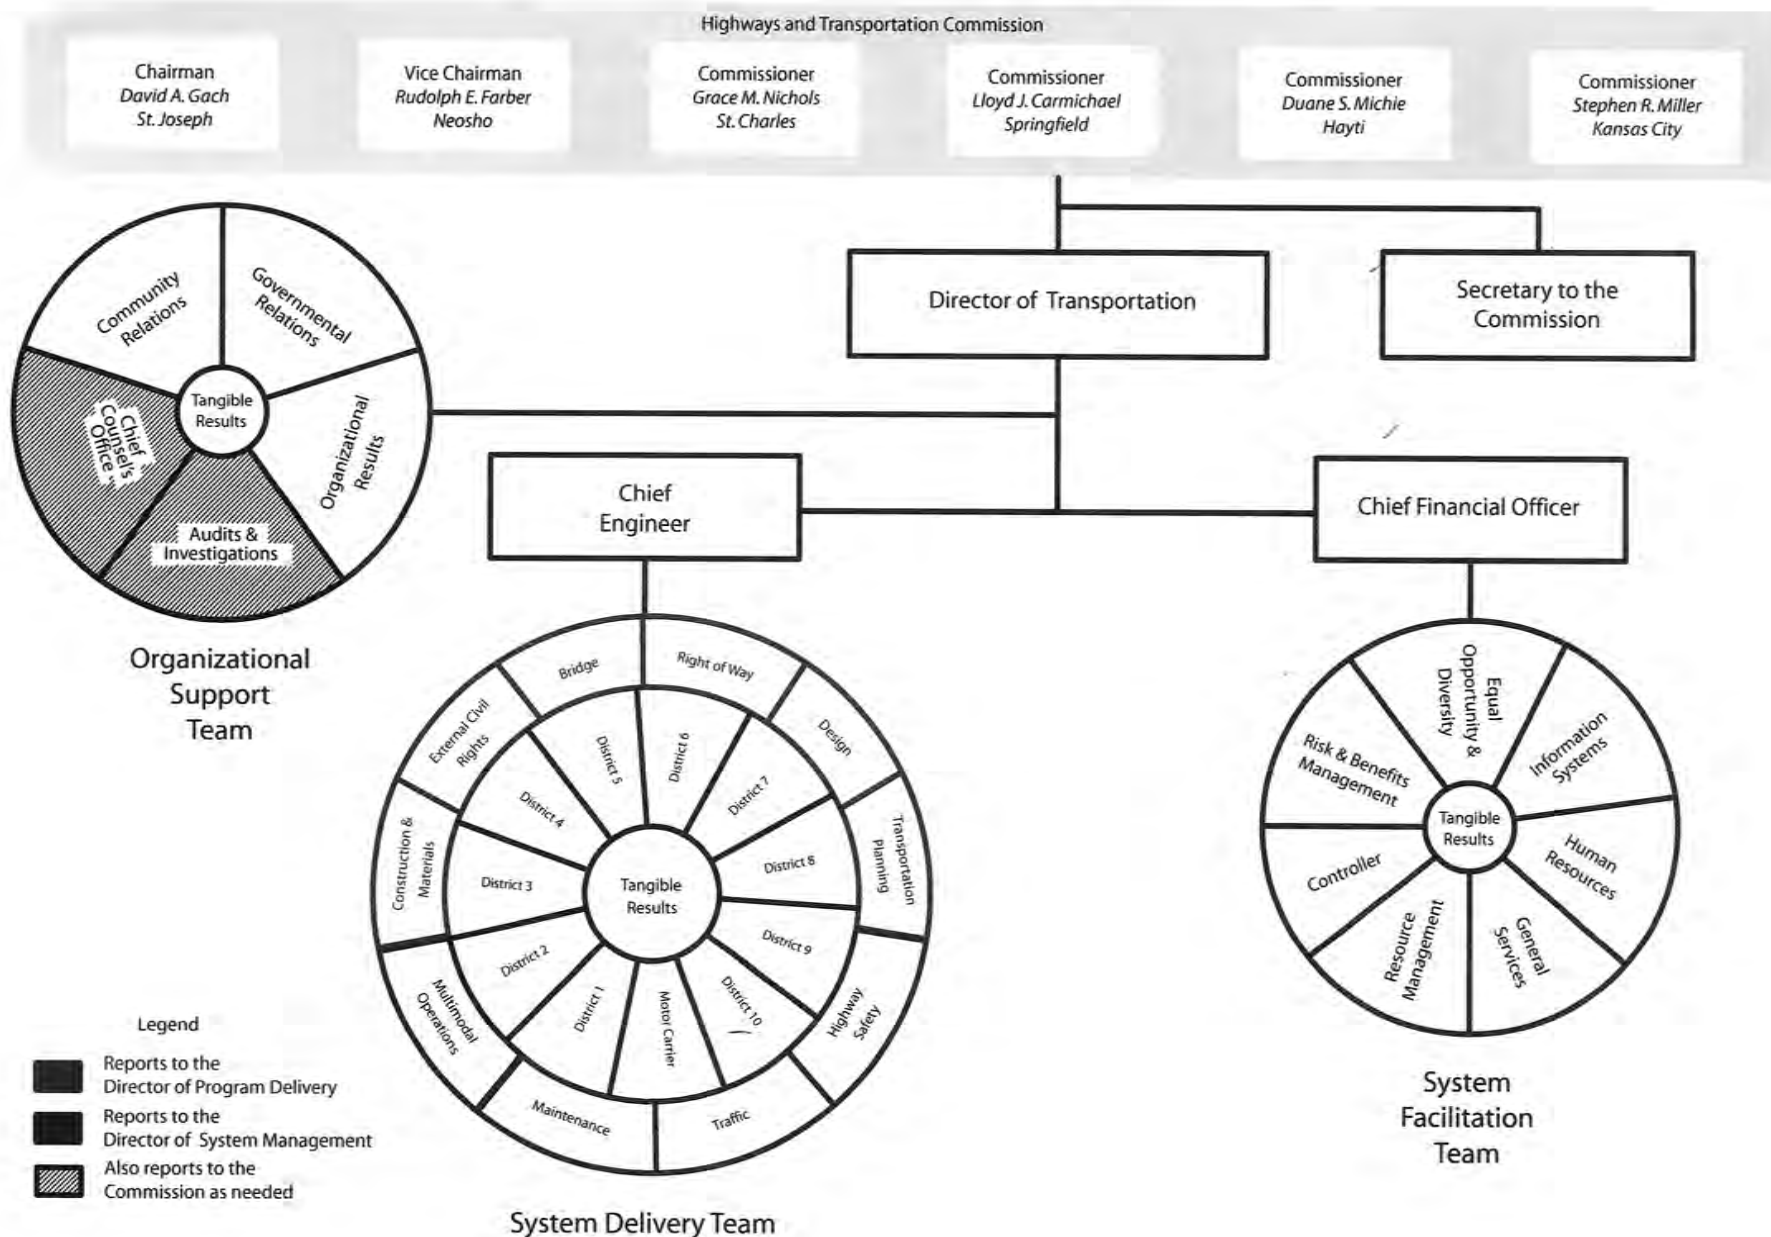 Highways and Transportation Commission
Chairman
David A. Gach
St. Joseph
Vice Chairman
Rudolph E. Farber
Neosho
Commissioner
Grace M. Nichols
St. Charles
Commissioner
Lloyd J. Carmichael
Springfield
Commissioner
Duane S. Michie
Hayti
Commissioner
Stephen R. Miller
Kansas City
Director of Transportation
Secretary to the
Commission
Community
Relations
Governmental
Relations
Organizational
Results
Audits &
Investigations
Chief
Counsel's
Office
Tangible
Results
Organizational
Support
Team
Chief
Engineer
Chief Financial Officer
Bridge
Right of Way
Design
Transportation
Planning
Highway
Safety
Traffic
Maintenance
Multimodal
Operations
Construction &
Materials
External Civil
Rights
District 5
District 6
District 7
District 8
District 9
District 10
Motor Carrier
District 1
District 2
District 3
District 4
Tangible
Results
System Delivery Team
Equal
Opportunity &
Diversity
Information
Systems
Human
Resources
General
Services
Resource
Management
Controller
Risk & Benefits
Management
Tangible
Results
System
Facilitation
Team
Legend
Reports to the
Director of Program Delivery
Reports to the
Director of System Management
Also reports to the
Commission as needed